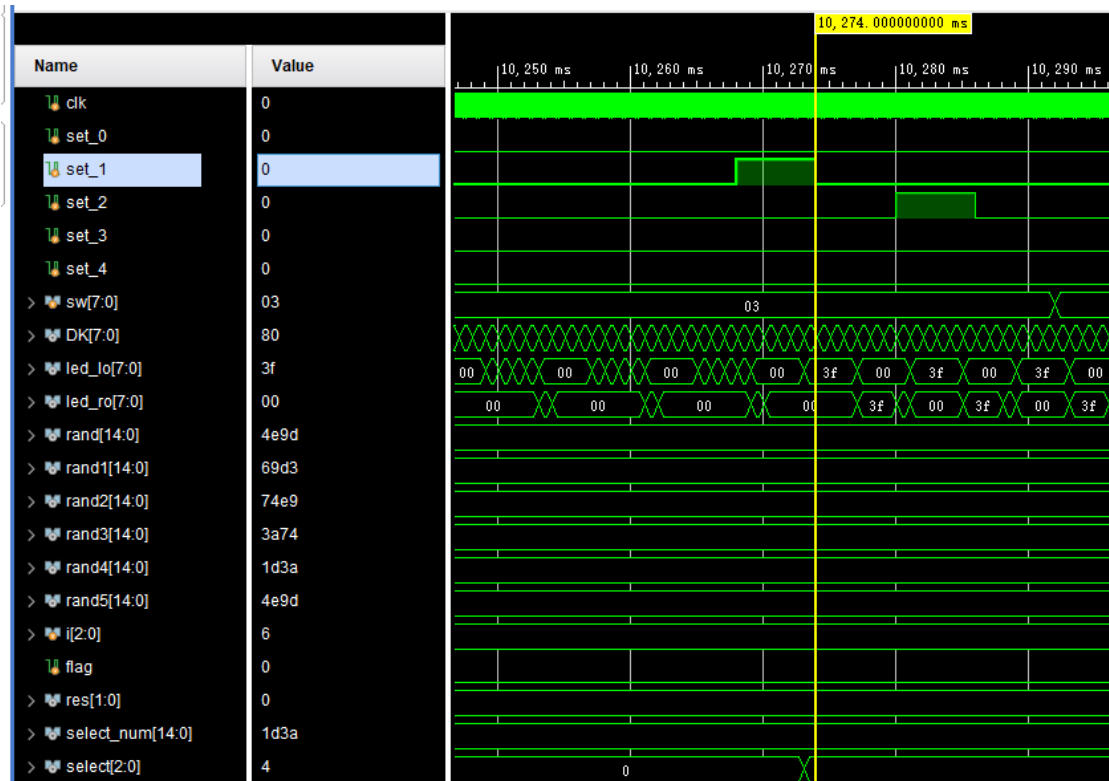 10,274.000000000 ms
Name Value
10,250 ms 10,260 ms 10,270 ms 10,280 ms 10,290 ms
clk 0
set_0 0
set_1 0
set_2 0
set_3 0
set_4 0
sw[7:0] 03 03
DK[7:0] 80
led_lo[7:0] 3f 00 00 00 00 3f 00 3f 00 3f 00
led_ro[7:0] 00 00 00 00 00 3f 00 3f 00 3f
rand[14:0] 4e9d
rand1[14:0] 69d3
rand2[14:0] 74e9
rand3[14:0] 3a74
rand4[14:0] 1d3a
rand5[14:0] 4e9d
i[2:0] 6
flag 0
res[1:0] 0
select_num[14:0] 1d3a
select[2:0] 4 0